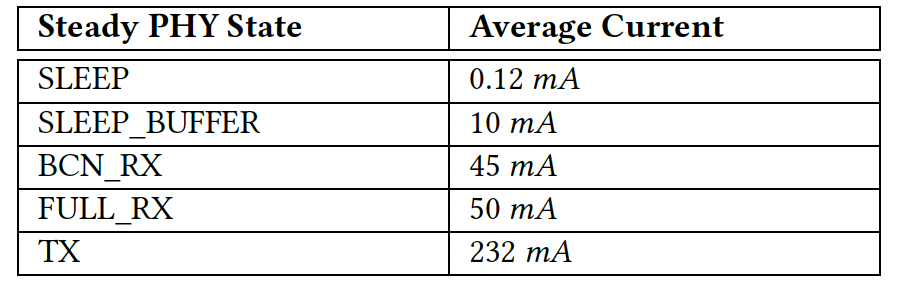 Steady PHY State Average Current
SLEEP 0.12 mA
SLEEP_BUFFER 10 mA
BCN_RX 45 mA
FULL_RX 50 mA
TX 232 mA